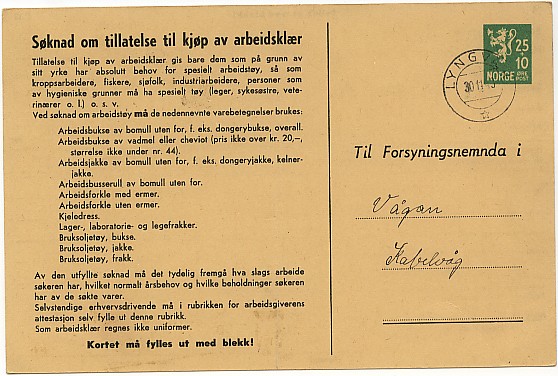 Søknad om tillatelse til kjøp av arbeidsklær
Tillatelse til kjøp av arbeidsklær gis bare dem som på grunn av
sitt yrke har absolutt behov for spesielt arbeidstøy, så som
kroppsarbeidere, fiskere, sjøfolk, industriarbeidere, personer som
av hygieniske grunner må ha spesielt tøy (leger, sykesøstre, vete-
rinærer o. l.) o. s. v.
Ved søknad om arbeidstøy må de nedennevnte varebetegnelser brukes:
Arbeidsbukse av bomull uten for, f. eks. dongerybukse, overall.
Arbeidsbukse av vadmel eller cheviot (pris ikke over kr. 20,—,
størrelse ikke under nr. 44).
Arbeidsjakke av bomull uten for, f. eks. dongeryjakke, kelner-
jakke.
Arbeidsbusserull av bomull uten for.
Arbeidsforkle med ermer.
Arbeidsforkle uten ermer.
Kjeledress.
Lager-, laboratorie- og legefrakker.
Bruksoljetøy, bukse.
Bruksoljetøy, jakke.
Bruksoljetøy, frakk.
Av den utfyllte søknad må det tydelig fremgå hva slags arbeide
søkeren har, hvilket normalt årsbehov og hvilke beholdninger søkeren
har av de søkte varer.
Selvstendige erhvervsdrivende må i rubrikken for arbeidsgiverens
attestasjon selv fylle ut denne rubrikk.
Som arbeidsklær regnes ikke uniformer.
Kortet må fylles ut med blekk!
25
+10
ØRE
NORGE
POST
LYNGV
30 11
Til Forsyningsnemnda i
Vågan
Kabelvåg